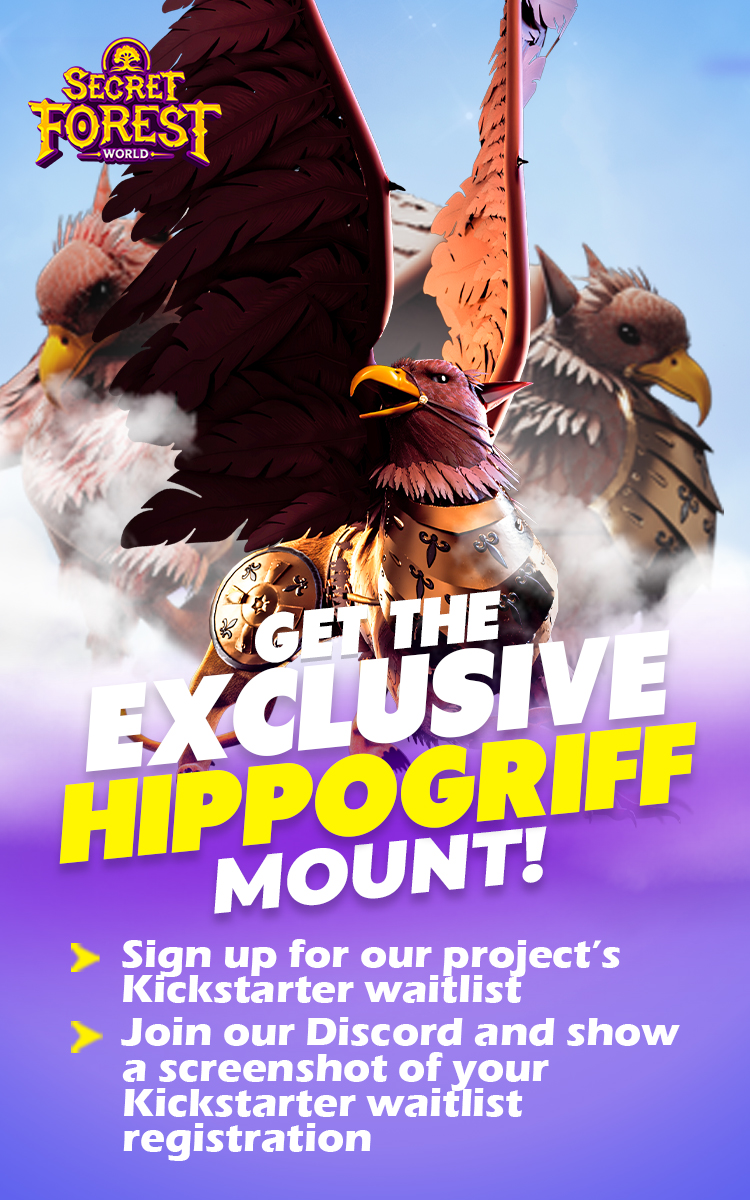 SECRET
FOREST
WORLD
GET THE
EXCLUSIVE
HIPPOGRIFF
MOUNT!
Sign up for our project’s
Kickstarter waitlist
Join our Discord and show
a screenshot of your
Kickstarter waitlist
registration